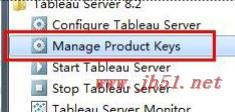 Tableau Server 8.2
Configure Tableau Server
Manage Product Keys
Start Tableau Server
Stop Tableau Server
www.jb51.net
Tableau Server Monitor